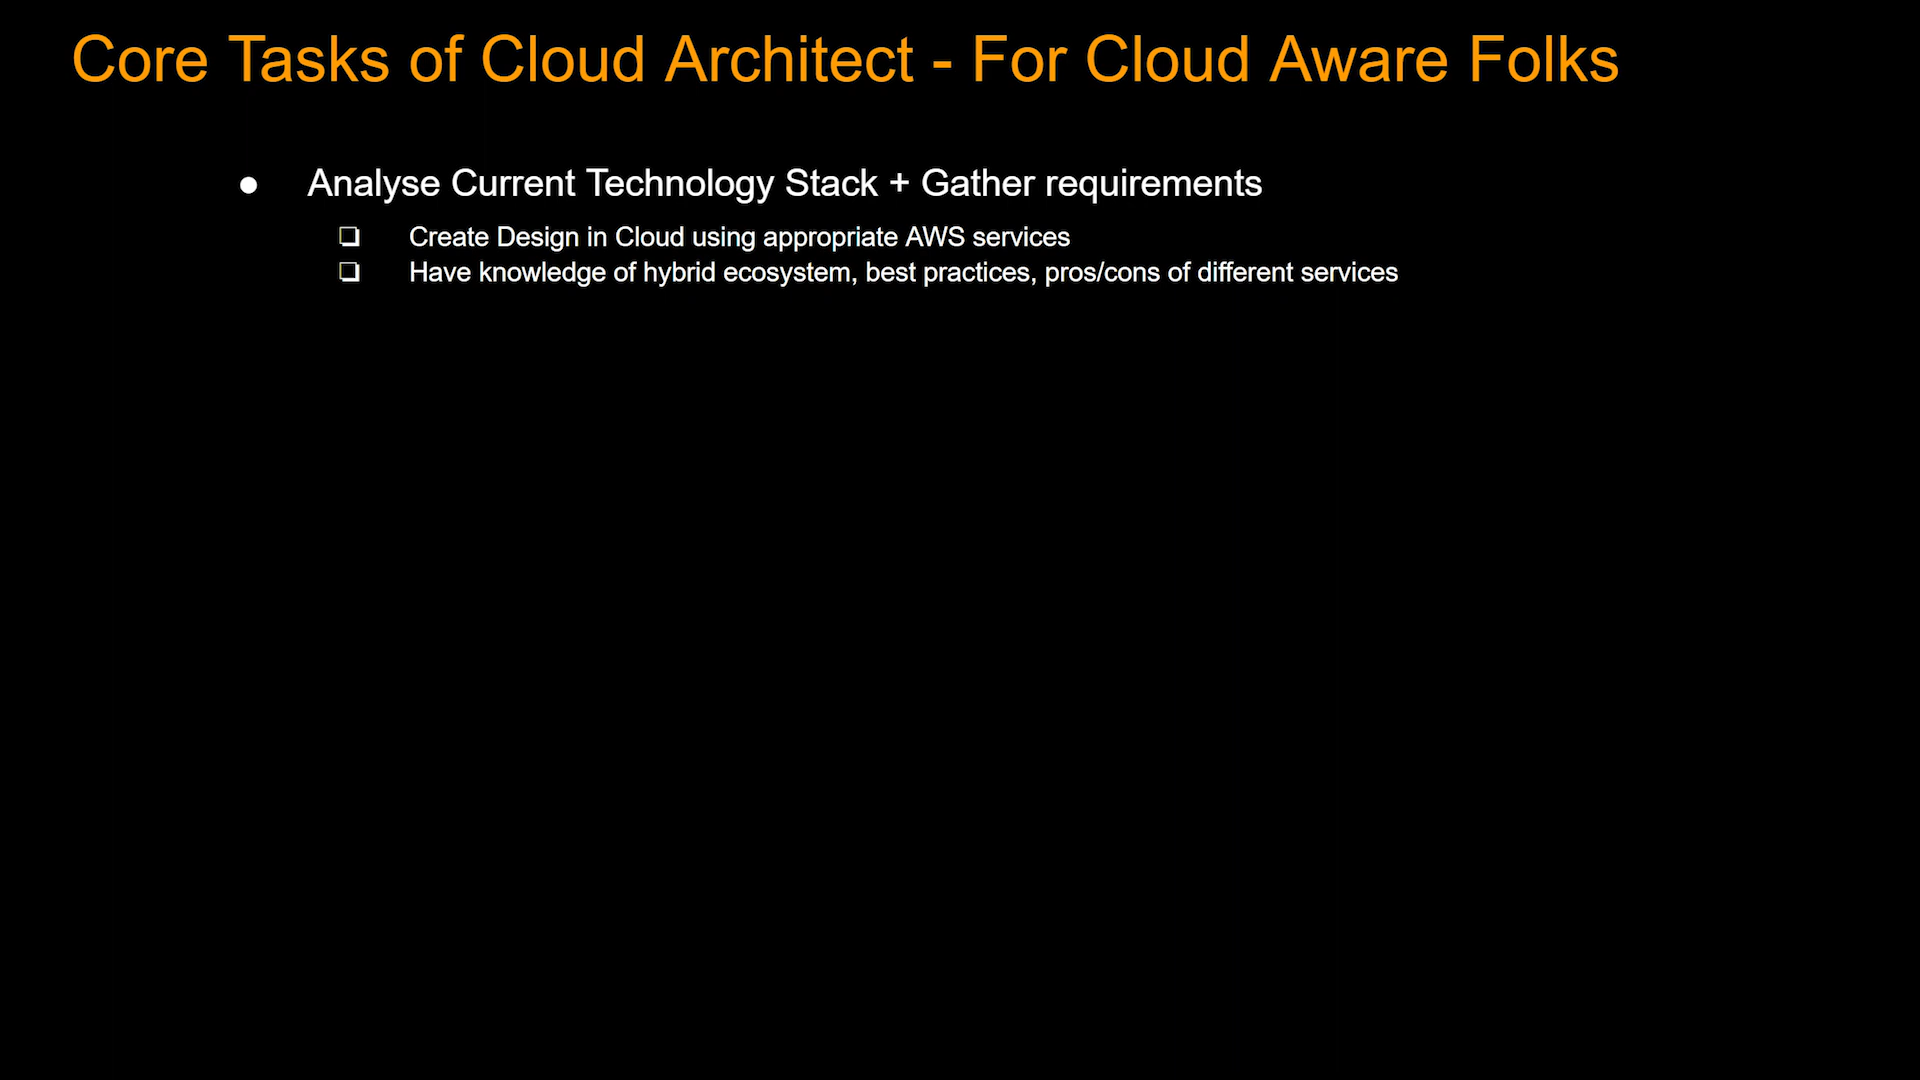 Core Tasks of Cloud Architect - For Cloud Aware Folks
● Analyse Current Technology Stack + Gather requirements
❏ Create Design in Cloud using appropriate AWS services
❏ Have knowledge of hybrid ecosystem, best practices, pros/cons of different services